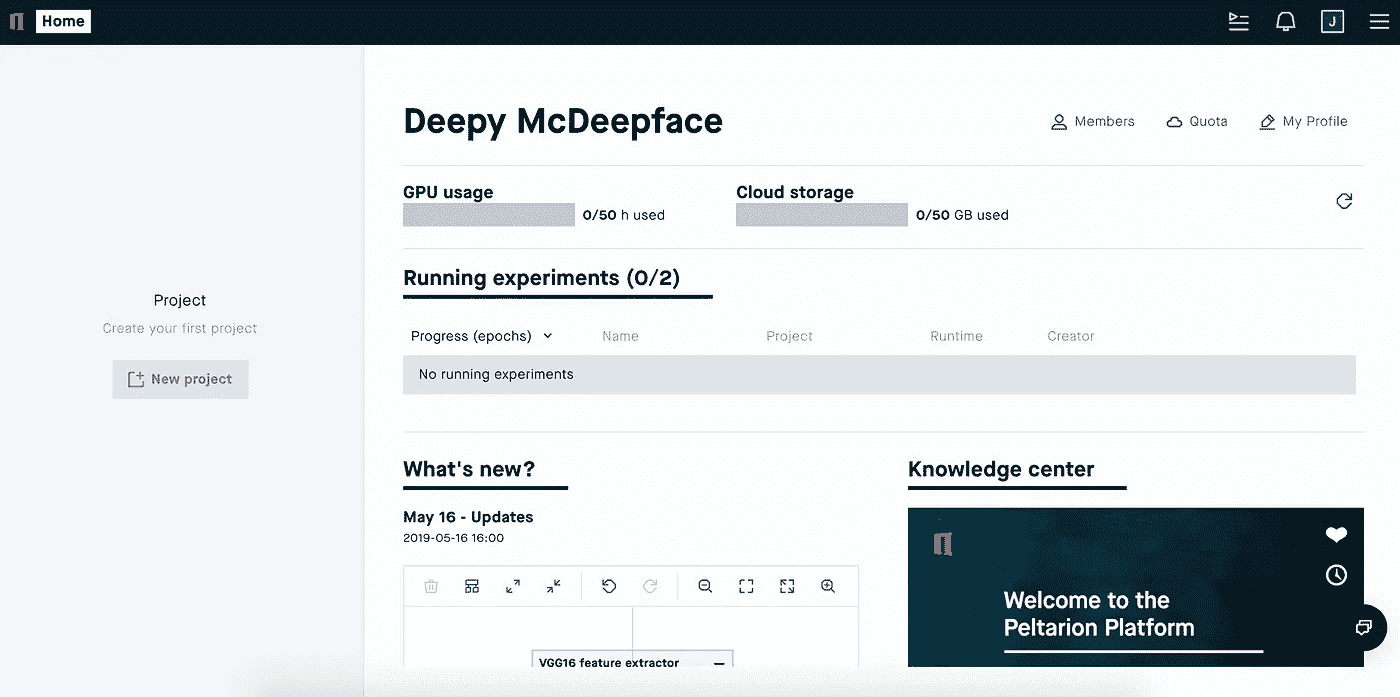 Home
J
Deepy McDeepface
Members
Quota
My Profile
GPU usage
0/50 h used
Cloud storage
0/50 GB used
Running experiments (0/2)
Progress (epochs)
Name
Project
Runtime
Creator
No running experiments
Project
Create your first project
New project
What's new?
May 16 - Updates
2019-05-16 16:00
VGG16 feature extractor
Knowledge center
Welcome to the
Peltarion Platform